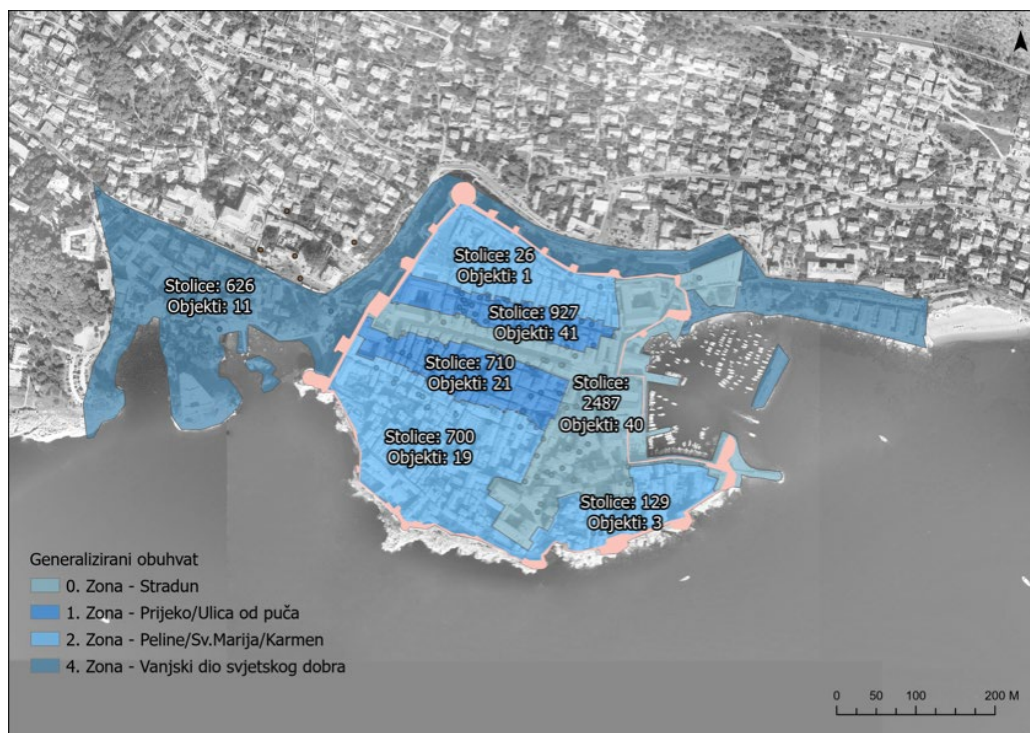 Stolice: 26
Objekti: 1
Stolice: 626
Objekti: 11
Stolice: 927
Objekti: 41
Stolice: 710
Objekti: 21
Stolice:
2487
Objekti: 40
Stolice: 700
Objekti: 19
Stolice: 129
Objekti: 3
Generalizirani obuhvat
0. Zona - Stradun
1. Zona - Prijeko/Ulica od puča
2. Zona - Peline/Sv.Marija/Karmen
4. Zona - Vanjski dio svjetskog dobra
0 50 100 200 M